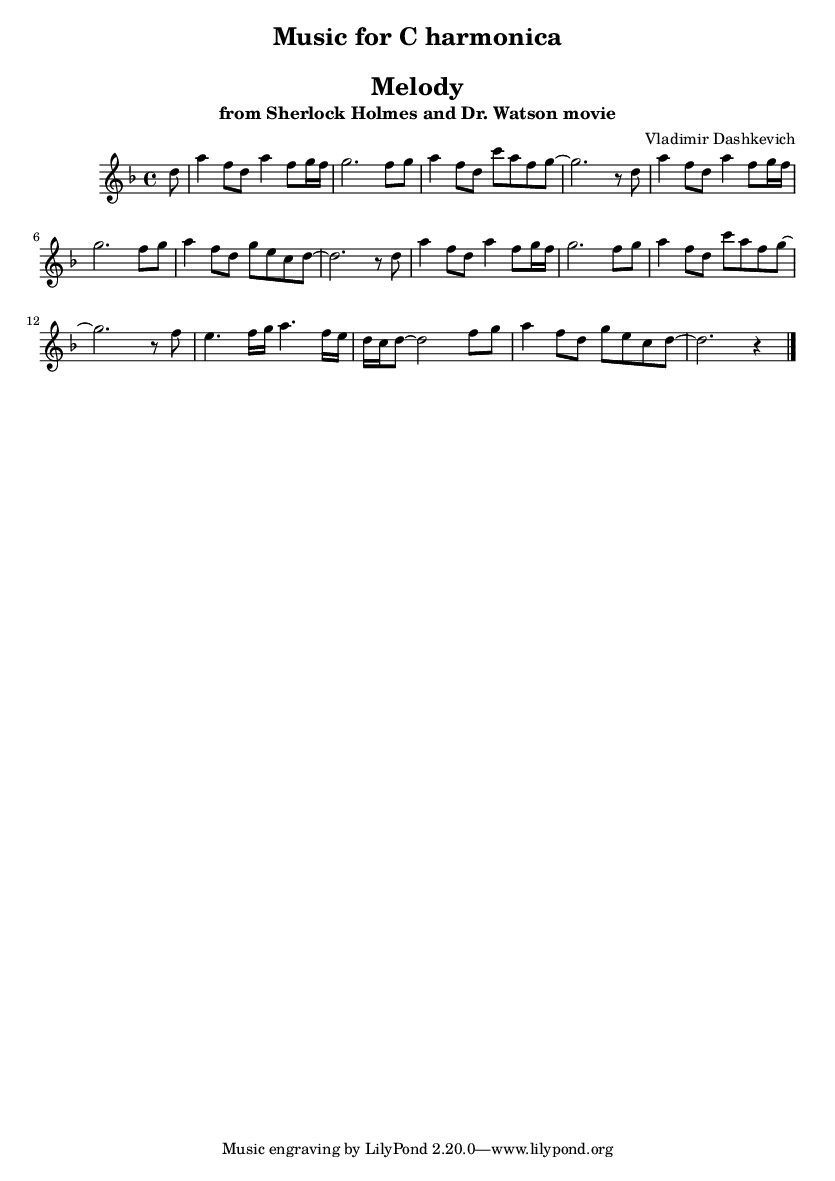 Music for C harmonica
Melody
from Sherlock Holmes and Dr. Watson movie
Vladimir Dashkevich
6
12
Music engraving by LilyPond 2.20.0—www.lilypond.org